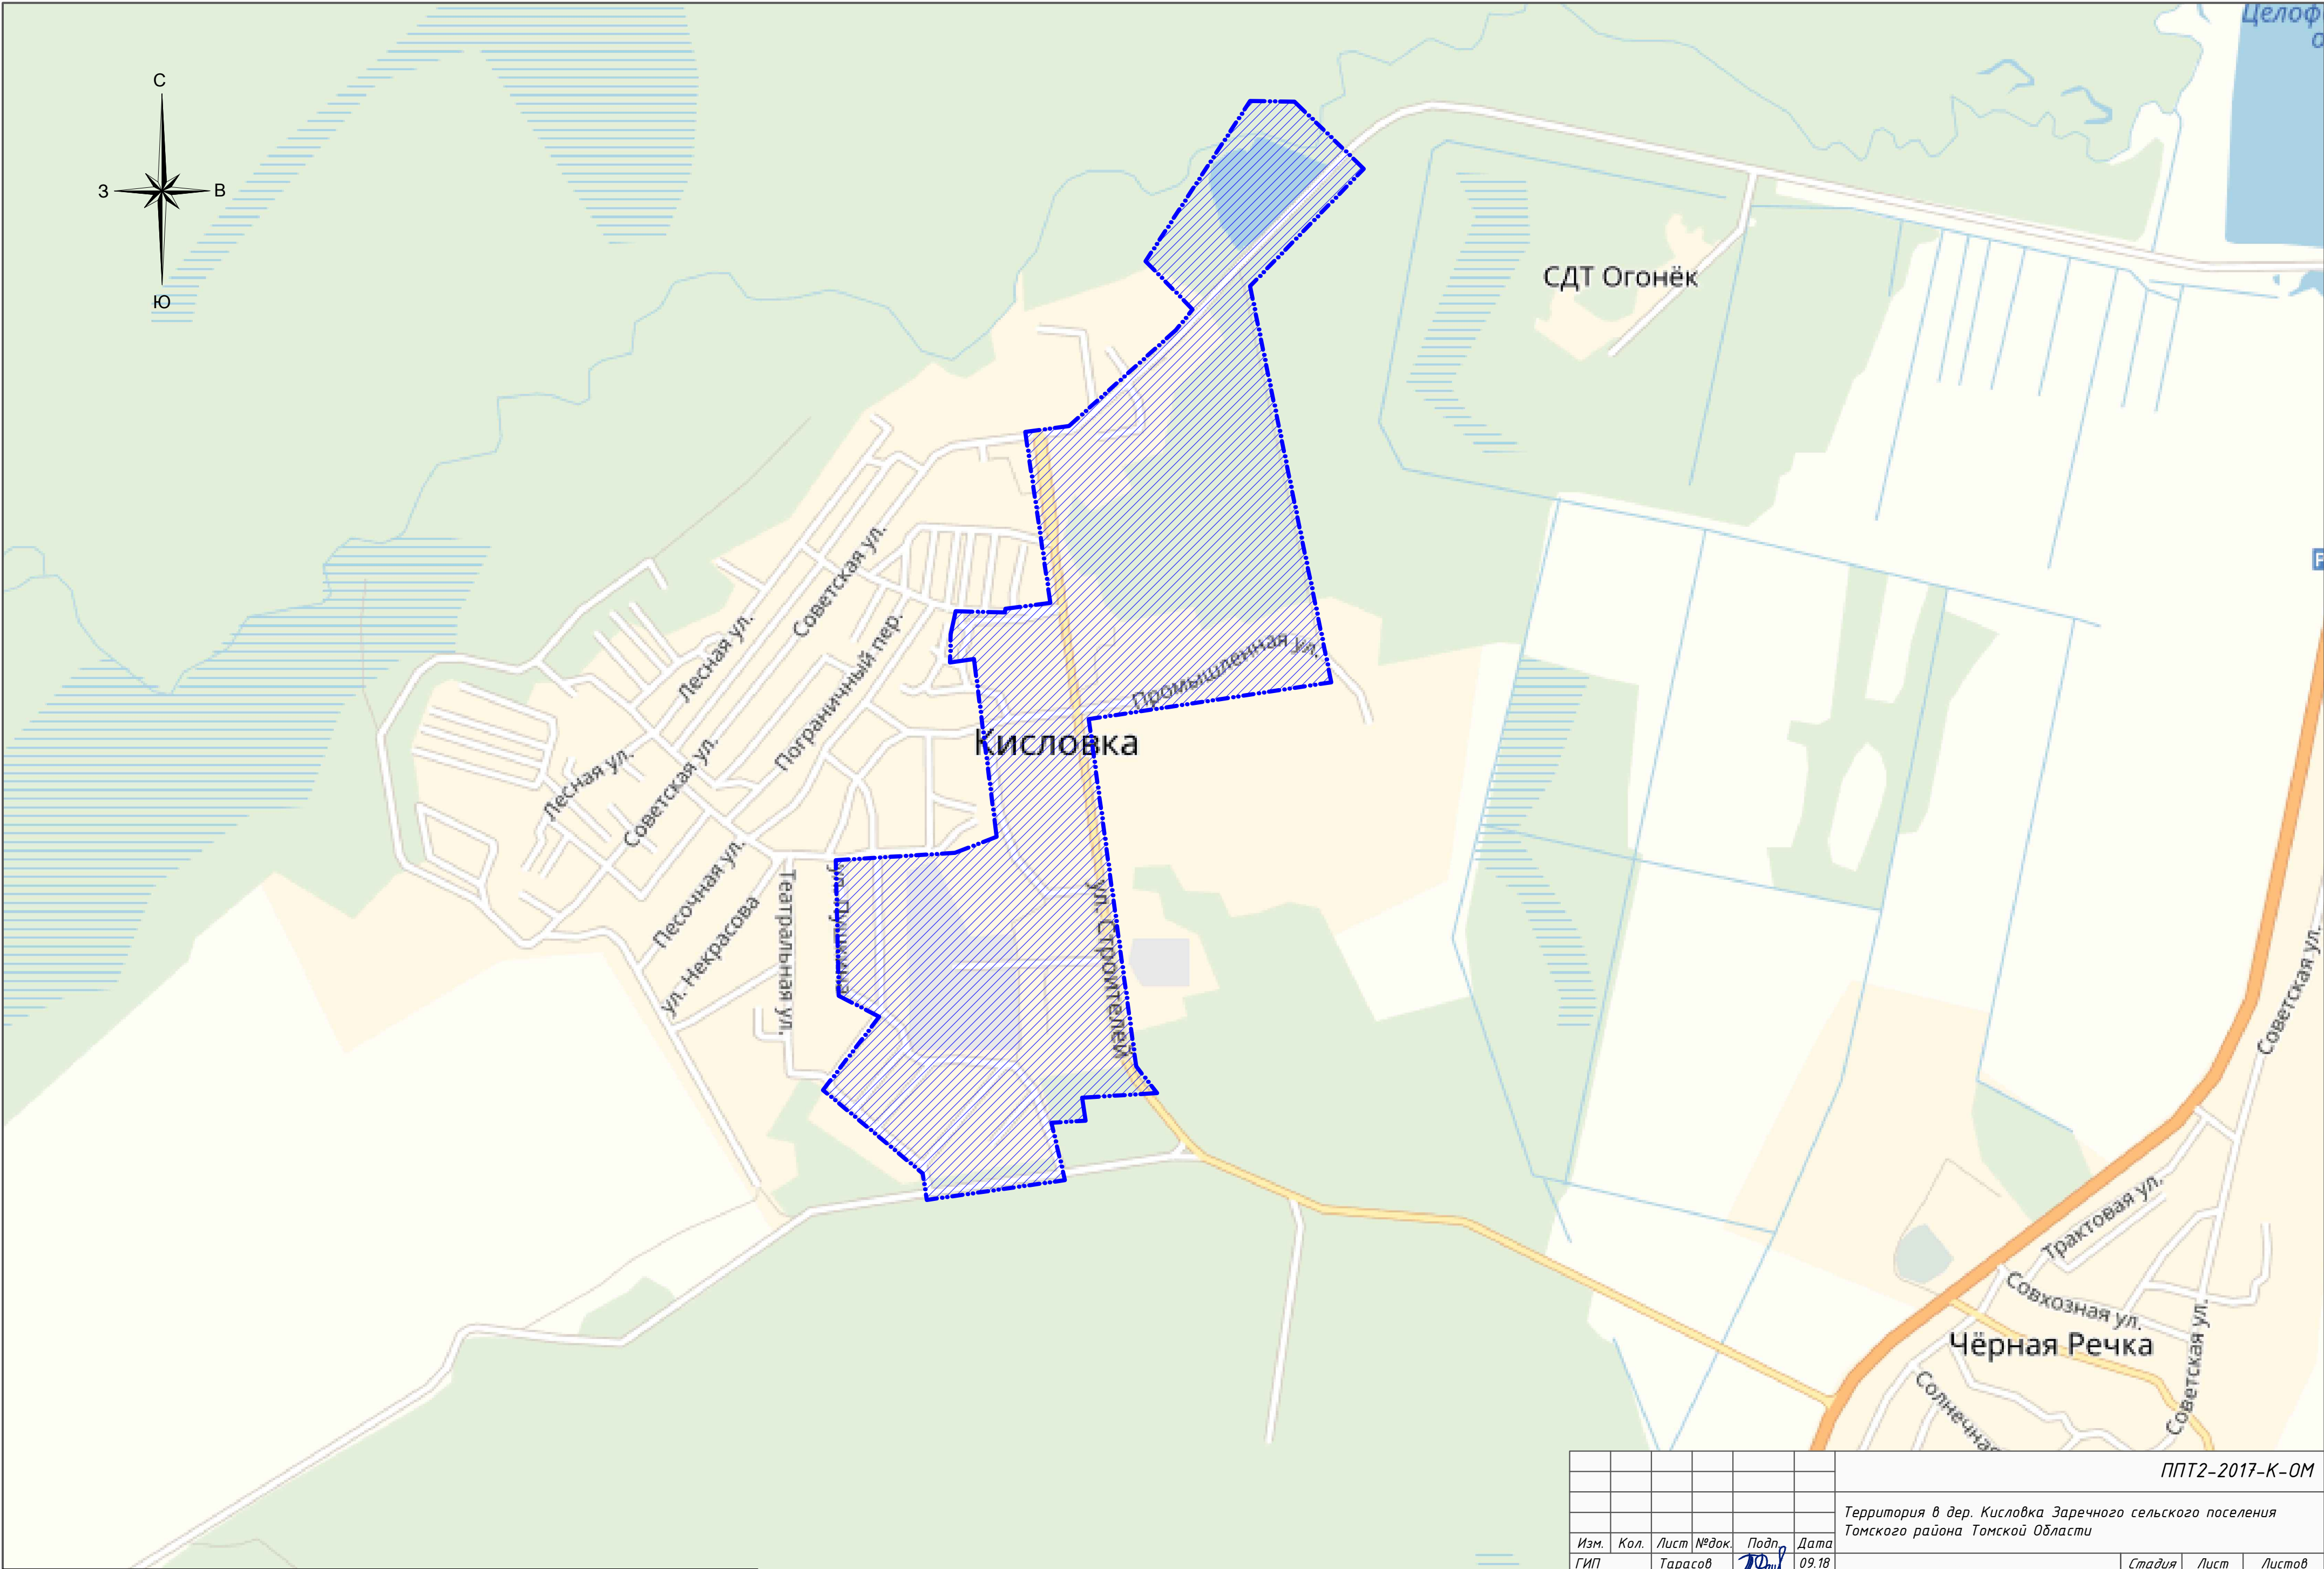 Целоф
С
З
В
Ю
СДТ Огонёк
Советская ул.
Лесная ул.
Пограничный пер.
Промышленная ул.
Кисловка
Лесная ул.
Советская ул.
Песочная ул.
ул. Некрасова
Театральная ул.
ул. Пушкина
ул. Строителей
Советская ул.
Трактовая ул.
Совхозная ул.
Чёрная Речка
Советская ул.
Солнечная
ППТ2-2017-К-ОМ
Территория в дер. Кисловка Заречного сельского поселения
Томского района Томской Области
Изм. Кол. Лист №док. Подп. Дата
ГИП Тарасов 09.18 Стадия Лист Листов